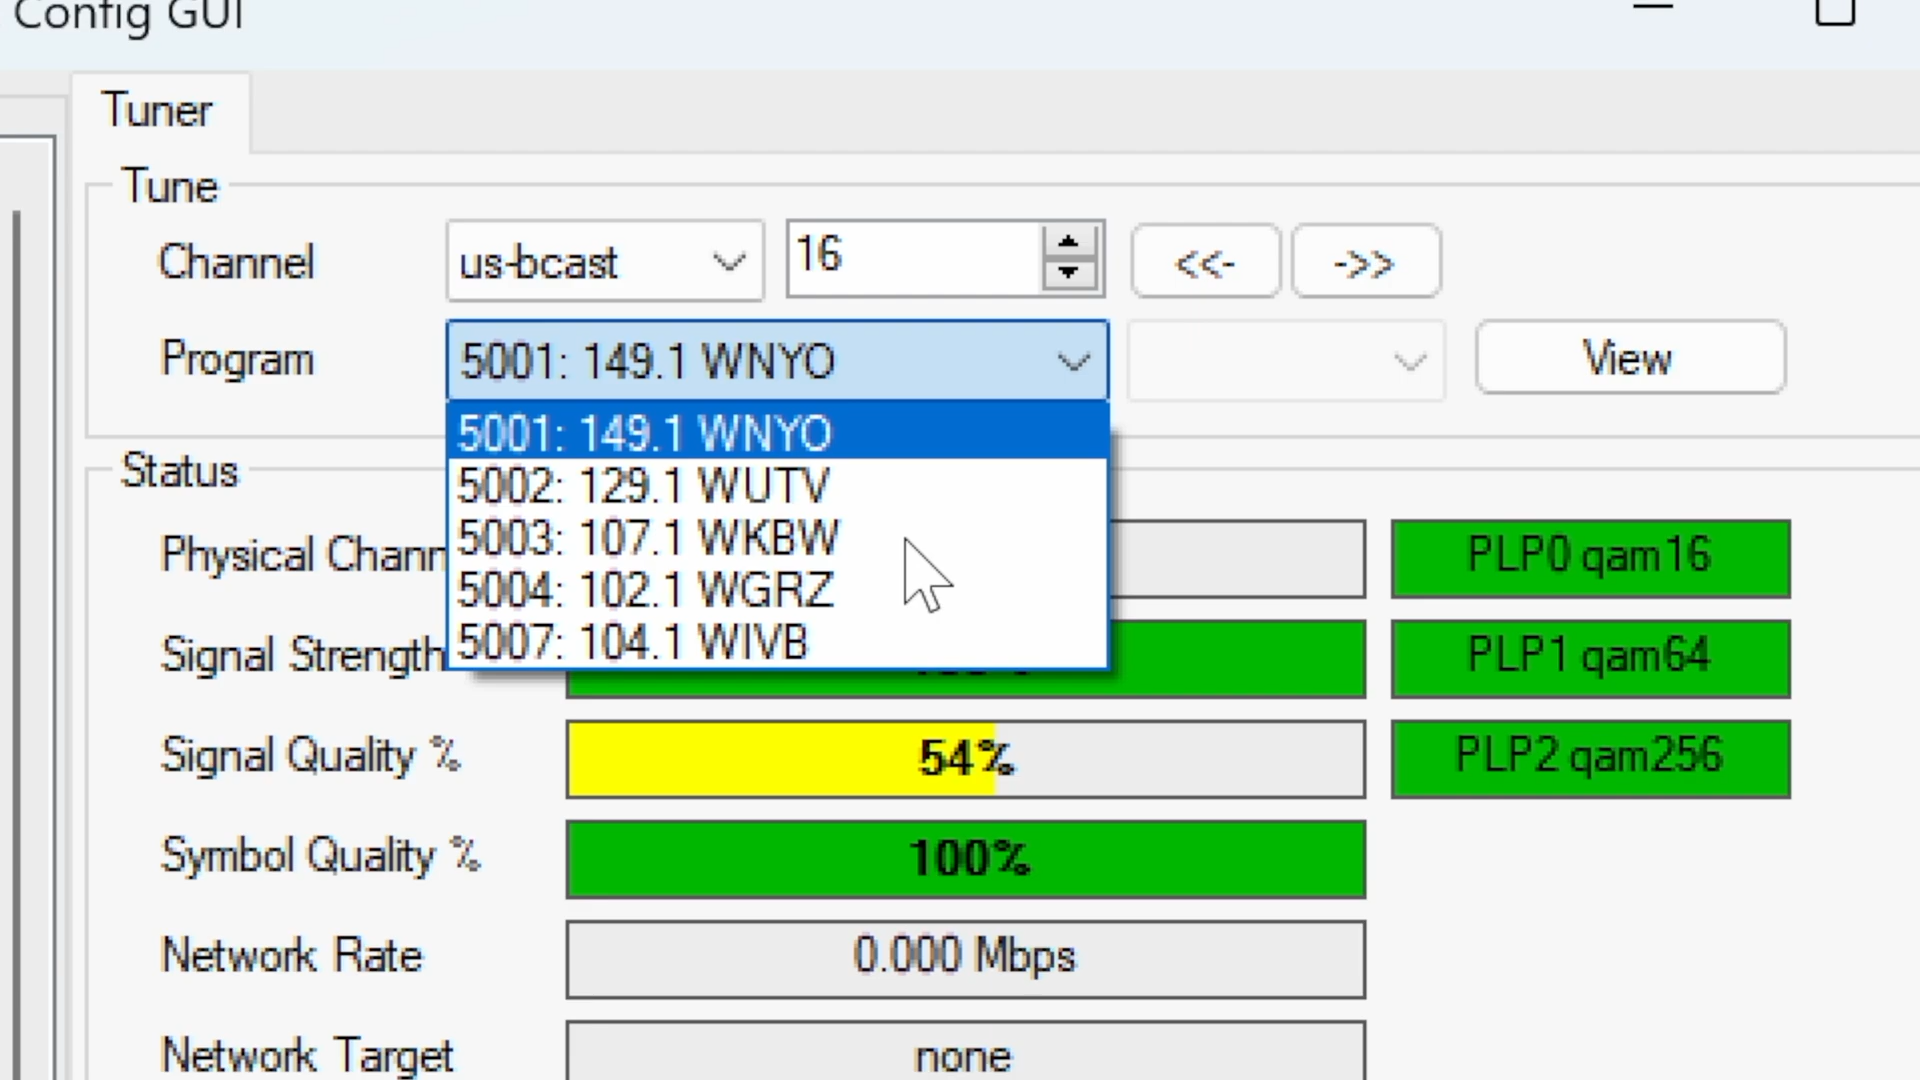 Config GUI
Tuner
Tune
Channel us-bcast 16 <<- ->>
Program 5001: 149.1 WNYO View
5001: 149.1 WNYO
5002: 129.1 WUTV
5003: 107.1 WKBW
5004: 102.1 WGRZ
5007: 104.1 WIVB
Status
Physical Chann PLP0 qam16
Signal Strength PLP1 qam64
Signal Quality % 54% PLP2 qam256
Symbol Quality % 100%
Network Rate 0.000 Mbps
Network Target none